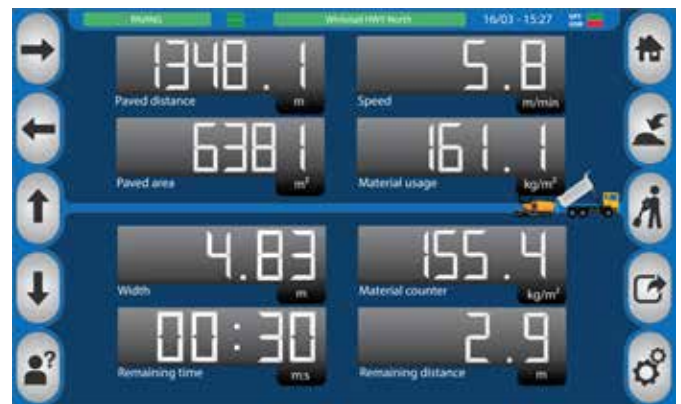 PAVING Whitetail HWY North 16/03 - 15:27
1348.1 5.8
Paved distance m Speed m/min
6381 161.1
Paved area m² Material usage kg/m²
4.83 155.4
Width m Material counter kg/m²
00:30 2.9
Remaining time m:s Remaining distance m
?